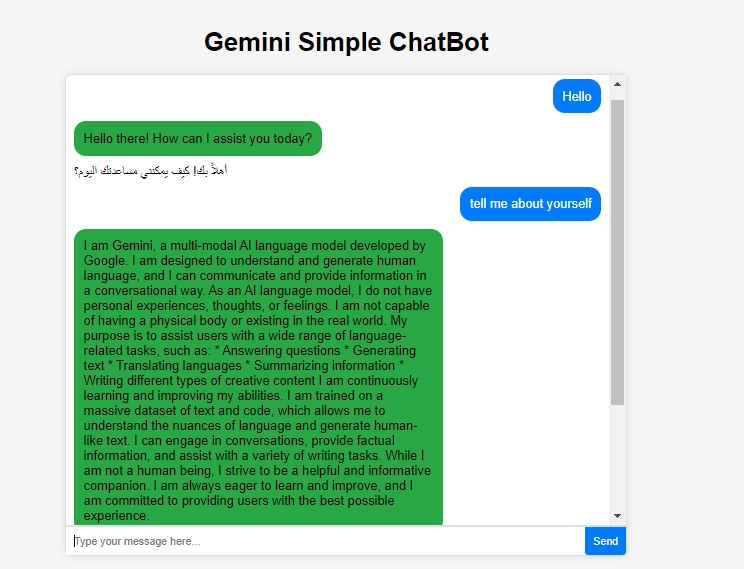 Gemini Simple ChatBot
Hello
Hello there! How can I assist you today?
أهلاً بك! كيف يمكنني مساعدتك اليوم؟
tell me about yourself
I am Gemini, a multi-modal AI language model developed by
Google. I am designed to understand and generate human
language, and I can communicate and provide information in
a conversational way. As an AI language model, I do not have
personal experiences, thoughts, or feelings. I am not capable
of having a physical body or existing in the real world. My
purpose is to assist users with a wide range of language-
related tasks, such as: * Answering questions * Generating
text * Translating languages * Summarizing information *
Writing different types of creative content I am continuously
learning and improving my abilities. I am trained on a
massive dataset of text and code, which allows me to
understand the nuances of language and generate human-
like text. I can engage in conversations, provide factual
information, and assist with a variety of writing tasks. While I
am not a human being, I strive to be a helpful and informative
companion. I am always eager to learn and improve, and I
am committed to providing users with the best possible
experience.
Type your message here...
Send